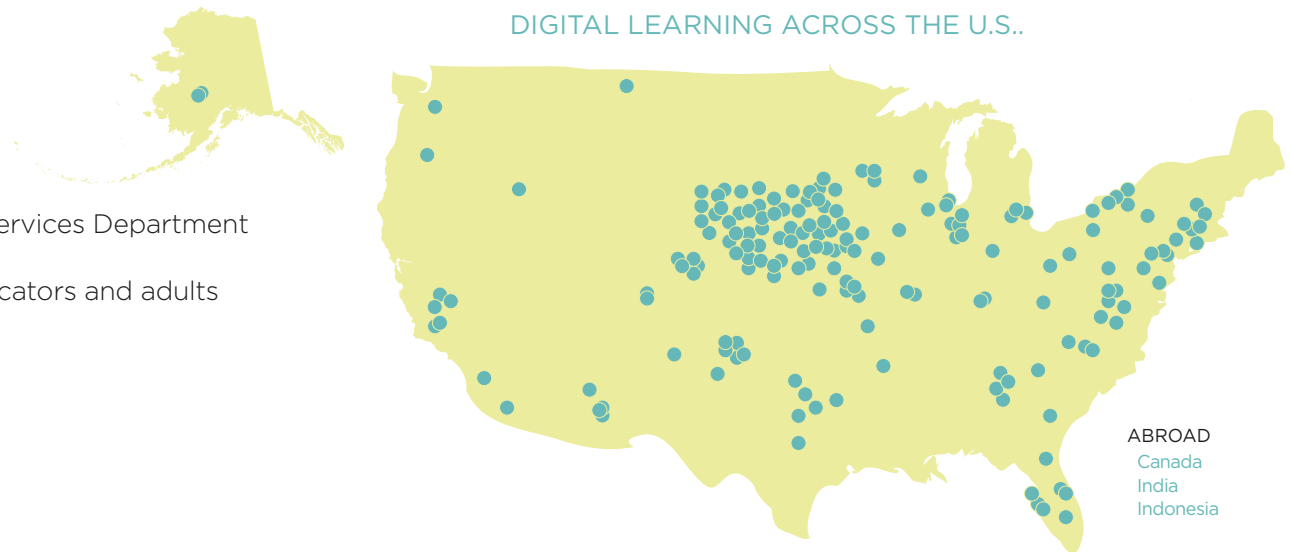 DIGITAL LEARNING ACROSS THE U.S..
ervices Department
cators and adults
ABROAD
Canada
India
Indonesia